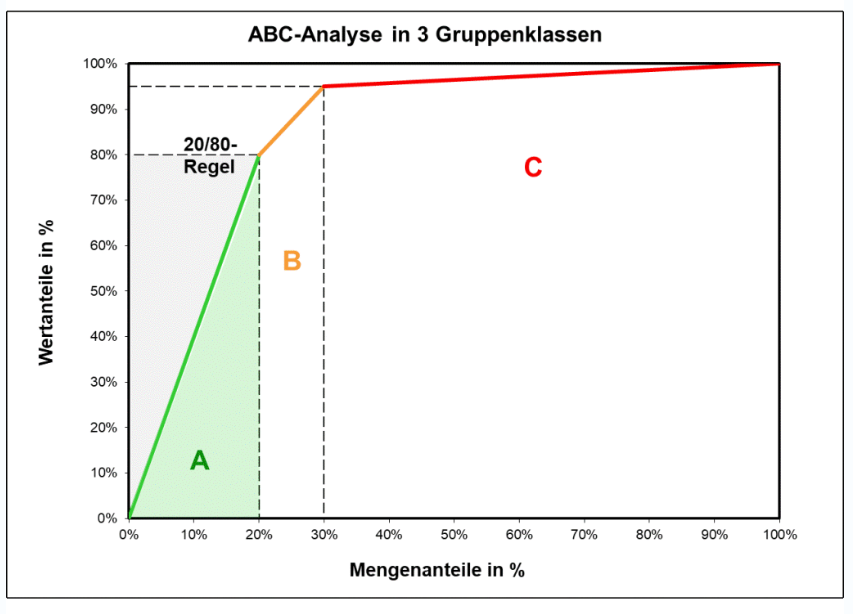 ABC-Analyse in 3 Gruppenklassen
100%
90%
80%
70%
60%
50%
40%
30%
20%
10%
0%
Wertanteile in %
20/80-
Regel
A
B
C
0% 10% 20% 30% 40% 50% 60% 70% 80% 90% 100%
Mengenanteile in %